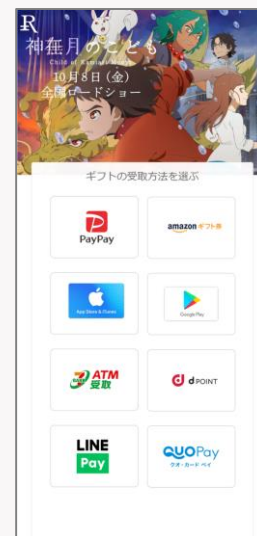 R
神在月のこども
Child of Kamiari Month
10月8日（金）
全国ロードショー
ギフトの受取方法を選ぶ
PayPay
amazon ギフト券
App Store & iTunes
Google Play
ATM
受取
d POINT
LINE
Pay
QUOPay
クオ・カード ペイ